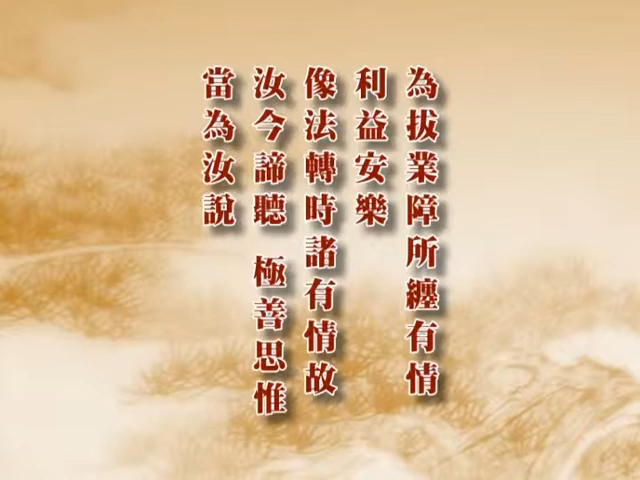 為拔業障所纏有情
利益安樂
像法轉時諸有情故
汝今諦聽 極善思惟
當為汝說